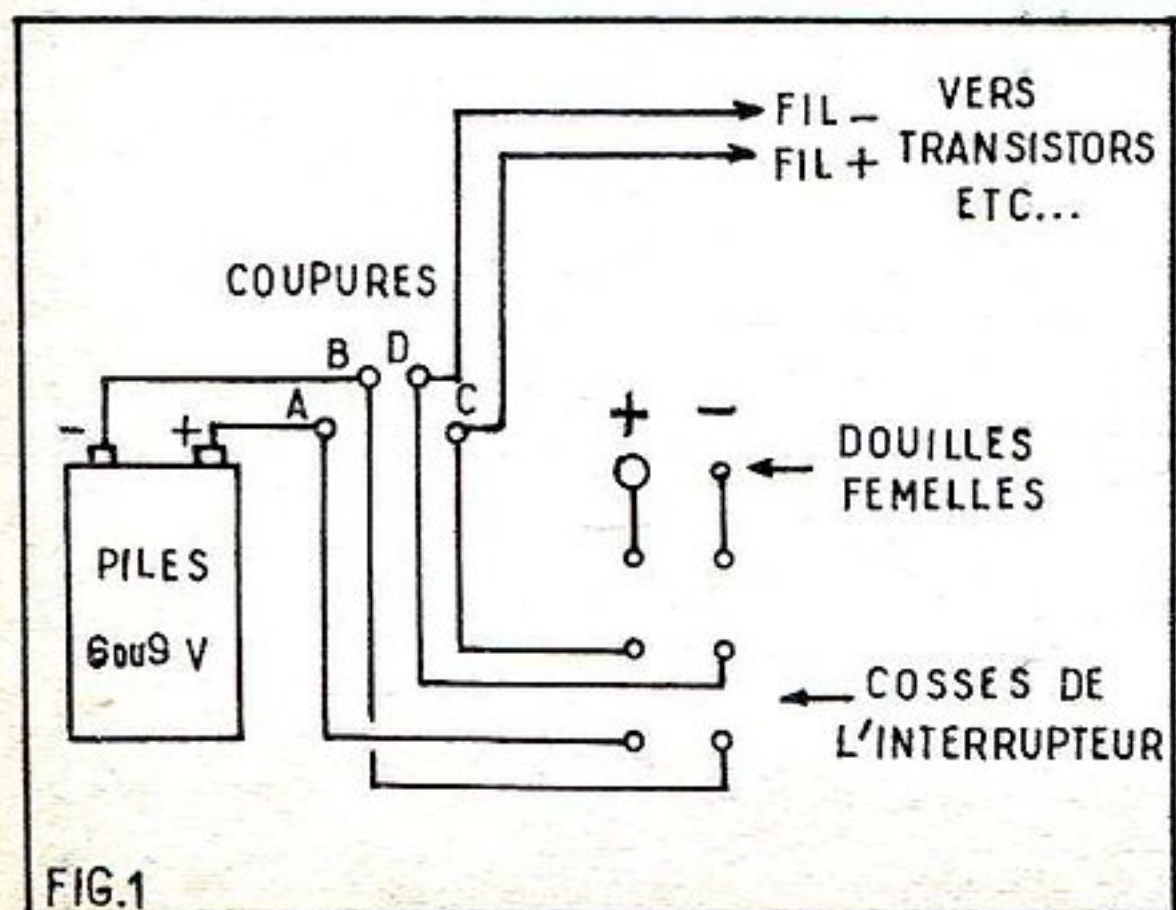 FIL - VERS
FIL + TRANSISTORS
ETC...
COUPURES
B D
A C
- +
+ -
DOUILLES
FEMELLES
PILES
6ou9 V
COSSES DE
L'INTERRUPTEUR
FIG.1